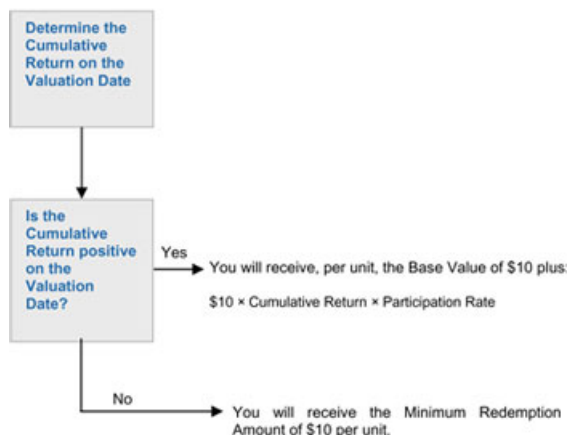 Determine the
Cumulative
Return on the
Valuation Date
Is the
Cumulative
Return positive
on the
Valuation
Date?
Yes
You will receive, per unit, the Base Value of $10 plus:
$10 × Cumulative Return × Participation Rate
No
You will receive the Minimum Redemption
Amount of $10 per unit.